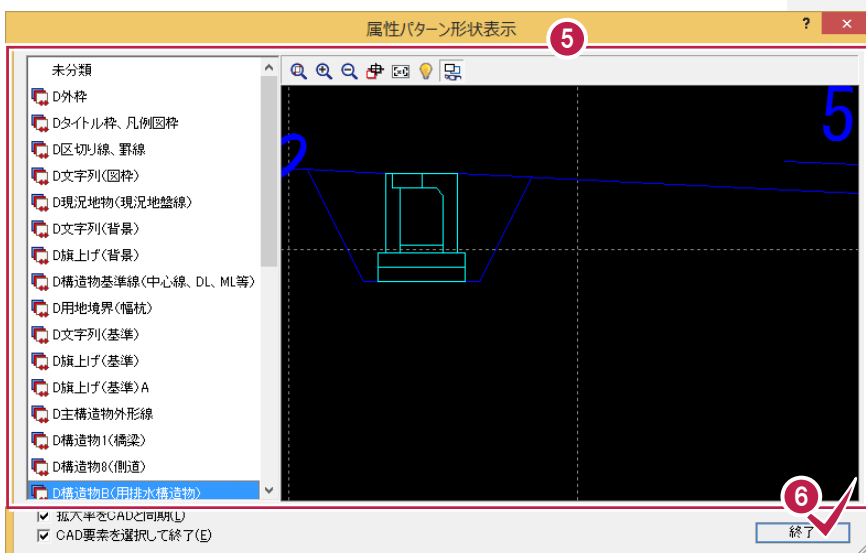 属性パターン形状表示
?
×
5
未分類
D外枠
Dタイトル枠、凡例図枠
D区切り線、罫線
D文字列(図枠)
D現況地物(現況地盤線)
D文字列(背景)
D旗上げ(背景)
D構造物基準線(中心線、DL、ML等)
D用地境界(幅杭)
D文字列(基準)
D旗上げ(基準)
D旗上げ(基準)A
D主構造物外形線
D構造物1(橋梁)
D構造物8(側道)
D構造物B(用排水構造物)
5
拡大率をCADと同期(L)
CAD要素を選択して終了(E)
6
終了